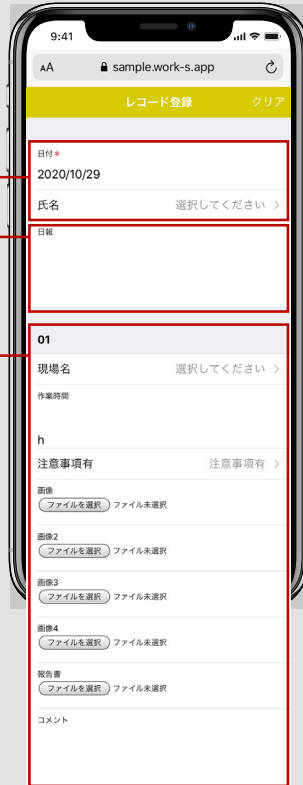 9:41
AA sample.work-s.app
レコード登録 クリア
日付*
2020/10/29
氏名 選択してください
日報
01
現場名 選択してください
作業時間
h
注意事項有 注意事項有
画像
ファイルを選択 ファイル未選択
画像2
ファイルを選択 ファイル未選択
画像3
ファイルを選択 ファイル未選択
画像4
ファイルを選択 ファイル未選択
報告書
ファイルを選択 ファイル未選択
コメント